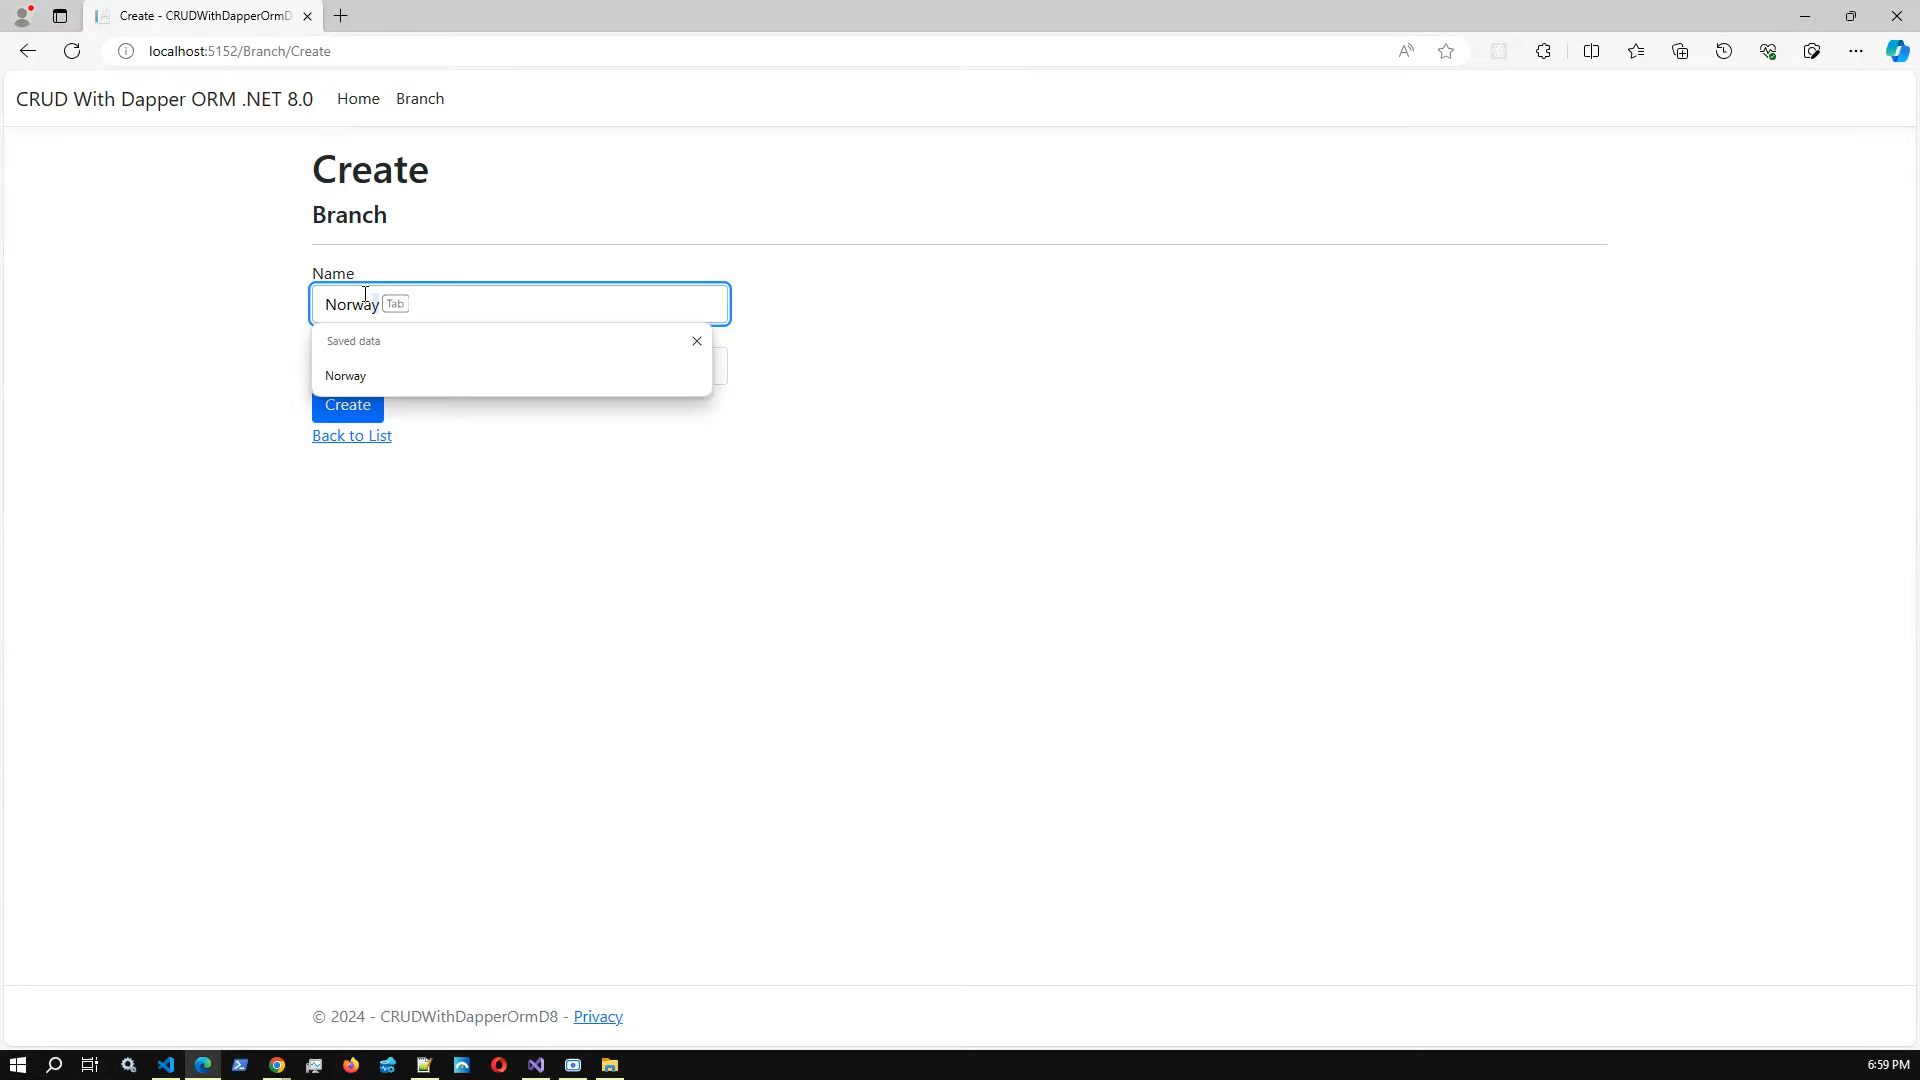 Create - CRUDWithDapperOrmD
localhost:5152/Branch/Create
CRUD With Dapper ORM .NET 8.0 Home Branch
Create
Branch
Name
Norway Tab
Saved data
Norway
Create
Back to List
© 2024 - CRUDWithDapperOrmD8 - Privacy
6:59 PM